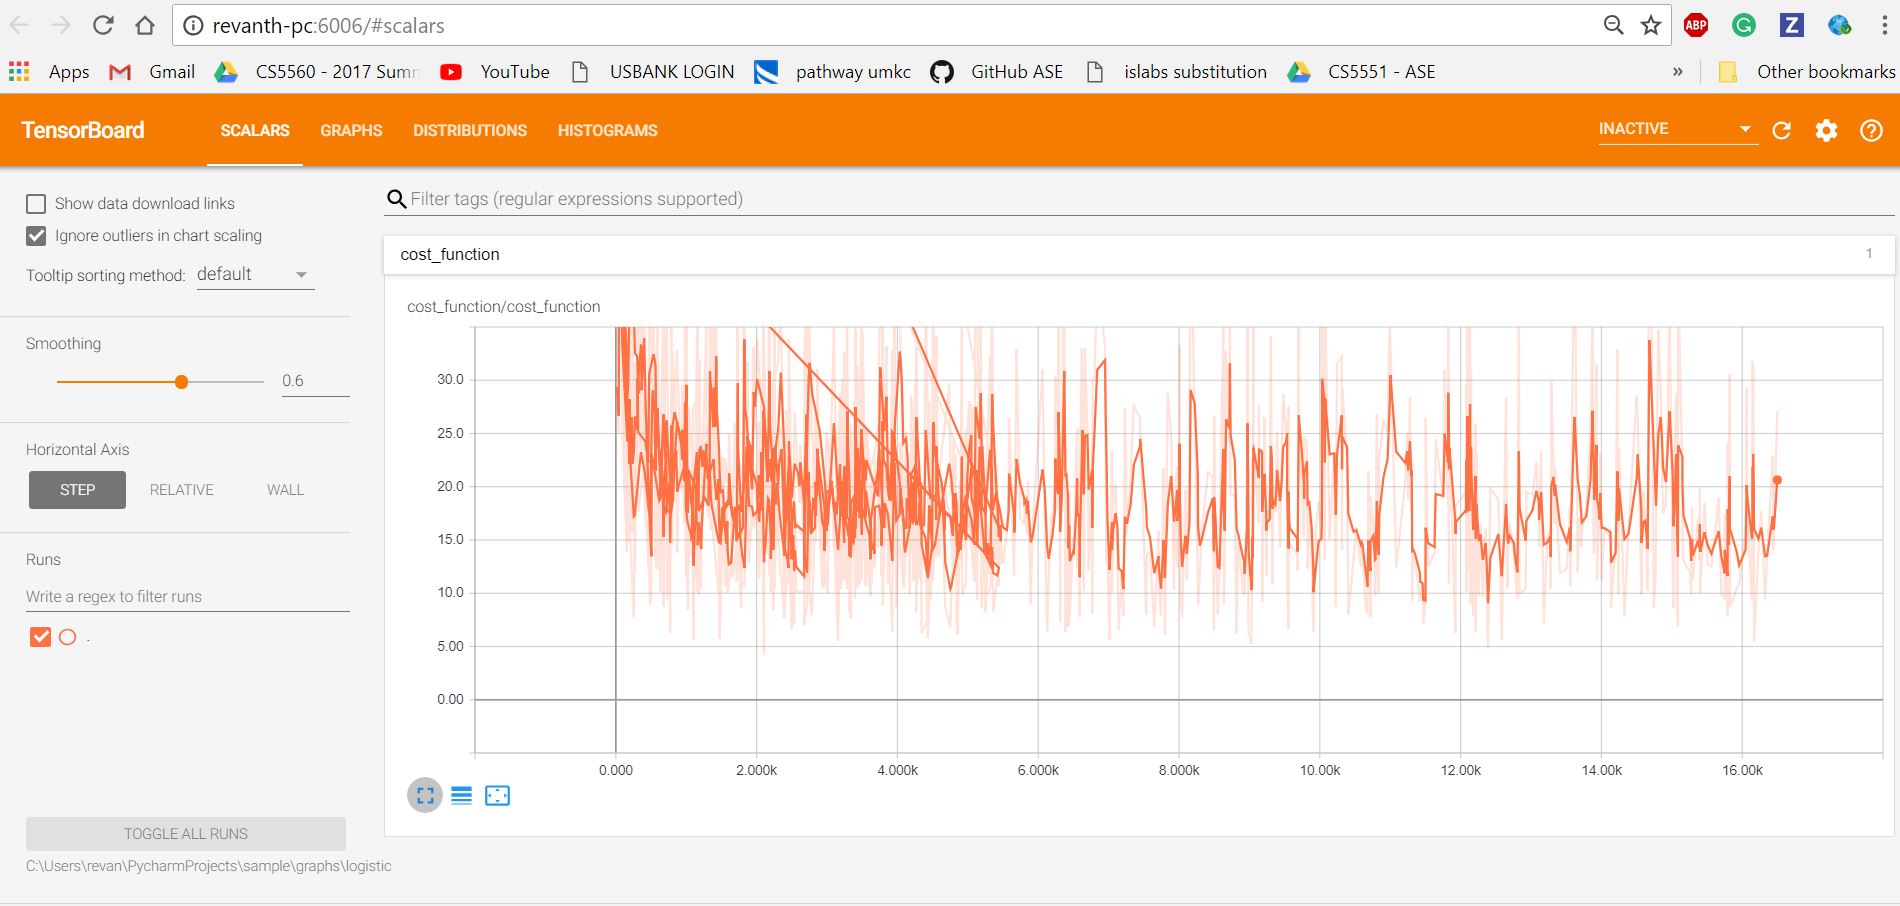 revanth-pc:6006/#scalars
ABP G Z
Apps Gmail CS5560 - 2017 Sumn YouTube USBANK LOGIN pathway umkc GitHub ASE islabs substitution CS5551 - ASE » Other bookmarks
TensorBoard SCALARS GRAPHS DISTRIBUTIONS HISTOGRAMS INACTIVE
Show data download links
Ignore outliers in chart scaling
Tooltip sorting method: default
Smoothing
0.6
Horizontal Axis
STEP RELATIVE WALL
Runs
Write a regex to filter runs
.
TOGGLE ALL RUNS
C:\Users\revan\PycharmProjects\sample\graphs\logistic
Filter tags (regular expressions supported)
cost_function 1
cost_function/cost_function
30.0
25.0
20.0
15.0
10.0
5.00
0.00
0.000 2.000k 4.000k 6.000k 8.000k 10.00k 12.00k 14.00k 16.00k